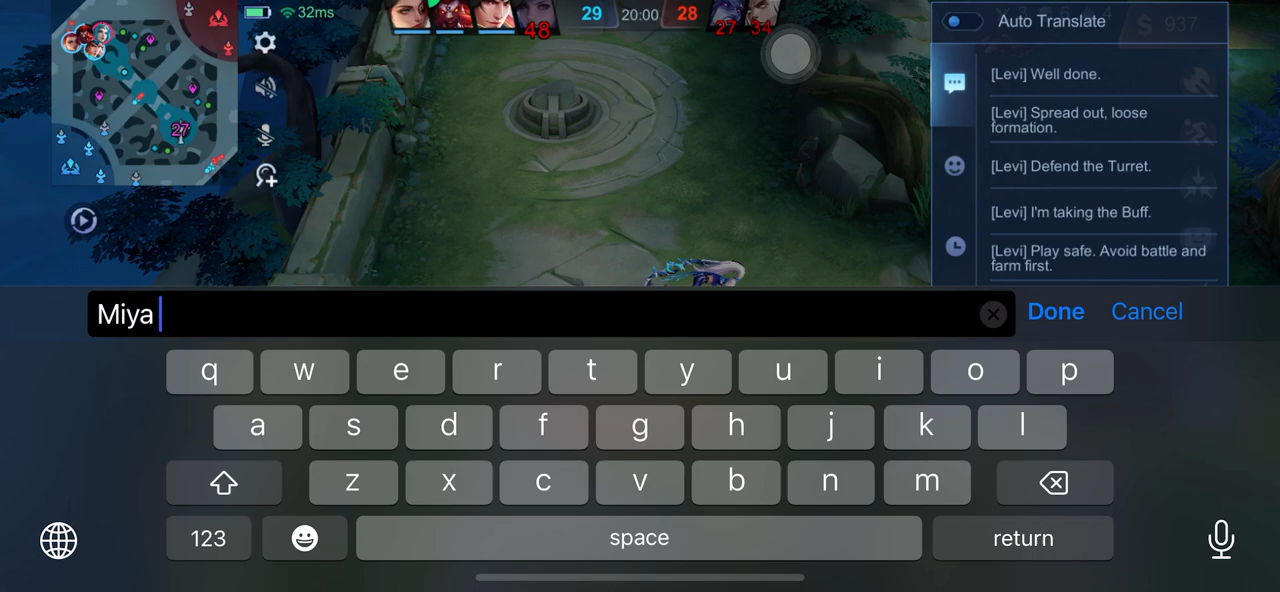 32ms
48
29 20:00 28
27 34
937
27
Auto Translate
[Levi] Well done.
[Levi] Spread out, loose
formation.
[Levi] Defend the Turret.
[Levi] I'm taking the Buff.
[Levi] Play safe. Avoid battle and
farm first.
Miya
Done Cancel
q w e r t y u i o p
a s d f g h j k l
z x c v b n m
123 space return